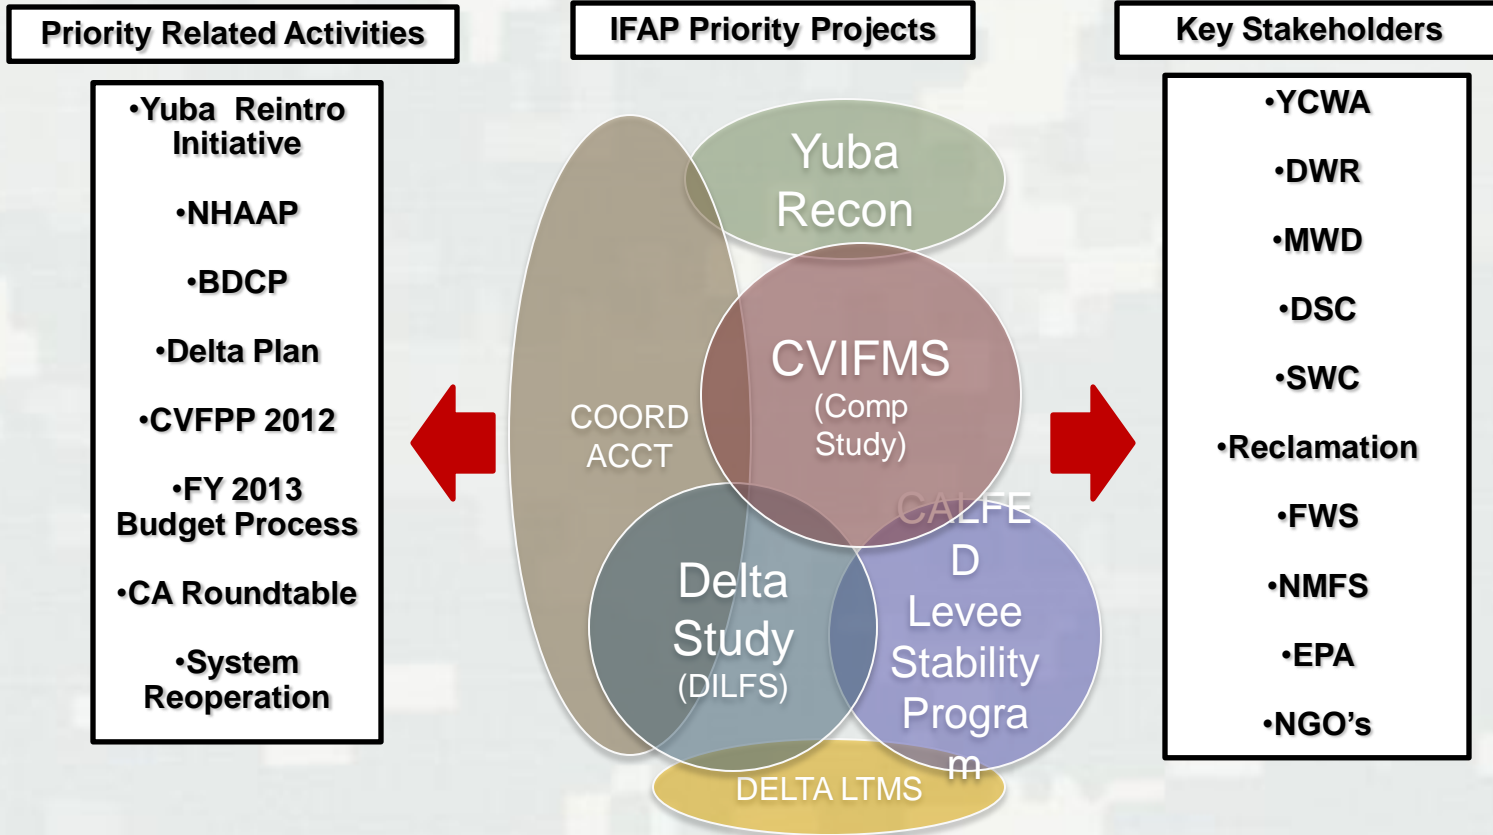 Priority Related Activities
IFAP Priority Projects
Key Stakeholders
•Yuba Reintro
Initiative
•NHAAP
•BDCP
•Delta Plan
•CVFPP 2012
•FY 2013
Budget Process
•CA Roundtable
•System
Reoperation
Yuba
Recon
CVIFMS
(Comp
Study)
COORD
ACCT
CALFE
D
Levee
Stability
Progra
m
Delta
Study
(DILFS)
DELTA LTMS
•YCWA
•DWR
•MWD
•DSC
•SWC
•Reclamation
•FWS
•NMFS
•EPA
•NGO’s